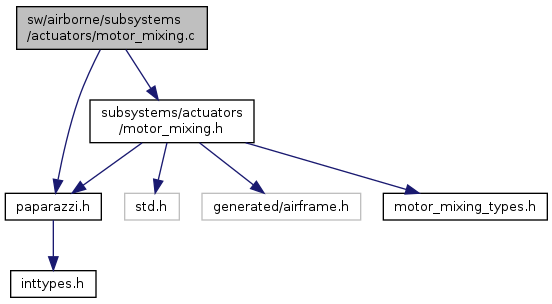 sw/airborne/subsystems
/actuators/motor_mixing.c
subsystems/actuators
/motor_mixing.h
paparazzi.h
std.h
generated/airframe.h
motor_mixing_types.h
inttypes.h